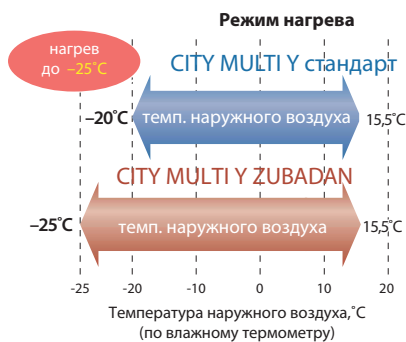 Режим нагрева
нагрев
до –25˚C
CITY MULTI Y стандарт
–20˚C
темп. наружного воздуха
15,5˚C
CITY MULTI Y ZUBADAN
–25˚C
темп. наружного воздуха
15,5˚C
-25 -20 -10 0 10 20
Температура наружного воздуха,˚C
(по влажному термометру)